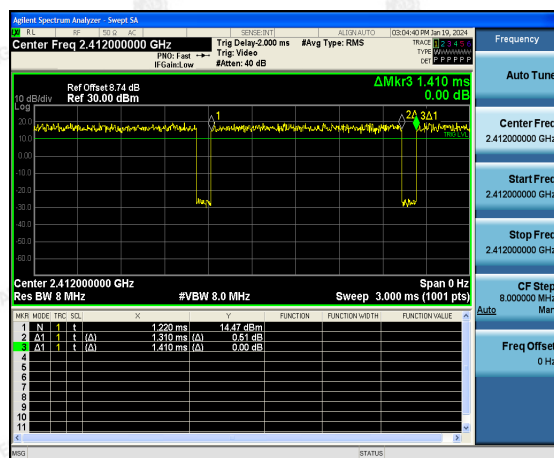 Agilent Spectrum Analyzer - Swept SA
RL RF 50 Ω AC SENSE:INT ALIGNAUTO 03:04:40 PM Jan 19, 2024
Center Freq 2.412000000 GHz
PNO: Fast
IFGain:Low
Trig Delay-2.000 ms
Trig: Video
#Atten: 40 dB
#Avg Type: RMS
TRACE 1 2 3 4 5 6
TYPE
DET P P P P P P
ΔMkr3 1.410 ms
0.00 dB
Ref Offset 8.74 dB
10 dB/div Ref 30.00 dBm
Log
20.0
10.0
0.00
-10.0
-20.0
-30.0
-40.0
-50.0
-60.0
1
2Δ 3Δ1
TRIG LVL
Center 2.412000000 GHz Span 0 Hz
Res BW 8 MHz #VBW 8.0 MHz Sweep 3.000 ms (1001 pts)
MKR MODE TRC SCL X Y FUNCTION FUNCTION WIDTH FUNCTION VALUE
1 N 1 t 1.220 ms 14.47 dBm
2 Δ1 1 t (Δ) 1.310 ms (Δ) 0.51 dB
3 Δ1 1 t (Δ) 1.410 ms (Δ) 0.00 dB
4
5
6
7
8
9
10
11
MSG STATUS
Frequency
Auto Tune
Center Freq
2.412000000 GHz
Start Freq
2.412000000 GHz
Stop Freq
2.412000000 GHz
CF Step
8.000000 MHz
Auto Man
Freq Offset
0 Hz